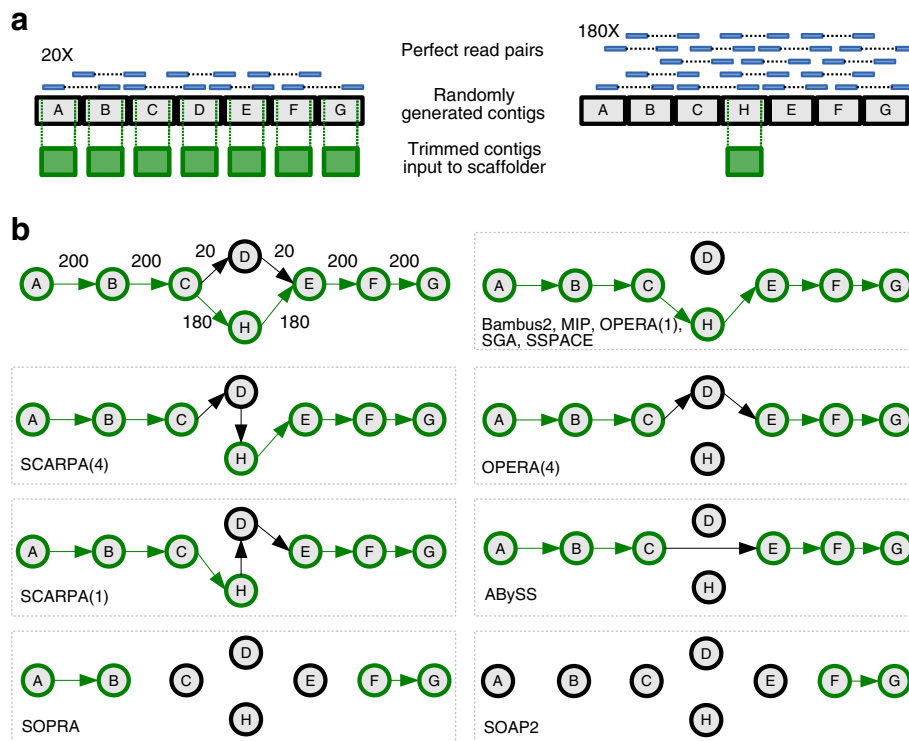 a
20X
Perfect read pairs
180X
Randomly
generated contigs
A B C D E F G
A B C H E F G
Trimmed contigs
input to scaffolder
b
200 200 20 20 200 200
A B C D E F G
H
180 180
A B C D E F G
H
Bambus2, MIP, OPERA(1),
SGA, SSPACE
A B C D E F G
H
SCARPA(4)
A B C D E F G
H
OPERA(4)
A B C D E F G
H
SCARPA(1)
A B C D E F G
H
ABySS
A B C D E F G
H
SOPRA
A B C D E F G
H
SOAP2